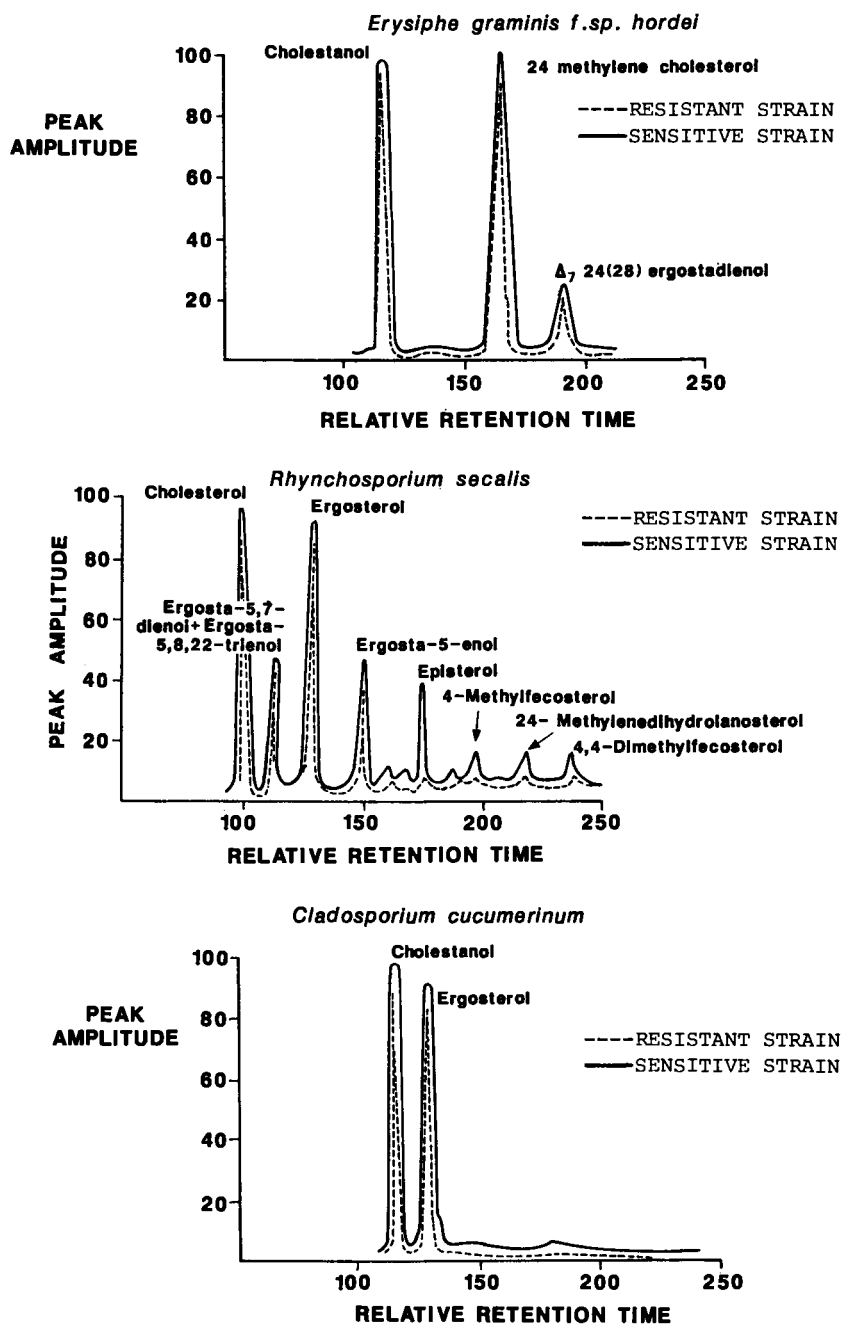 Erysiphe graminis f.sp. hordei
Cholestanol
24 methylene cholesterol
RESISTANT STRAIN
SENSITIVE STRAIN
PEAK
AMPLITUDE
100
80
60
40
20
Δ7 24(28) ergostadienol
100 150 200 250
RELATIVE RETENTION TIME
Rhynchosporium secalis
Cholesterol
Ergosterol
RESISTANT STRAIN
SENSITIVE STRAIN
PEAK AMPLITUDE
100
80
60
40
20
Ergosta-5,7-
dienol+Ergosta-
5,8,22-trienol
Ergosta-5-enol
Episterol
4-Methylfecosterol
24- Methylenedihydrolanosterol
4,4-Dimethylfecosterol
100 150 200 250
RELATIVE RETENTION TIME
Cladosporium cucumerinum
Cholestanol
Ergosterol
RESISTANT STRAIN
SENSITIVE STRAIN
PEAK
AMPLITUDE
100
80
60
40
20
100 150 200 250
RELATIVE RETENTION TIME